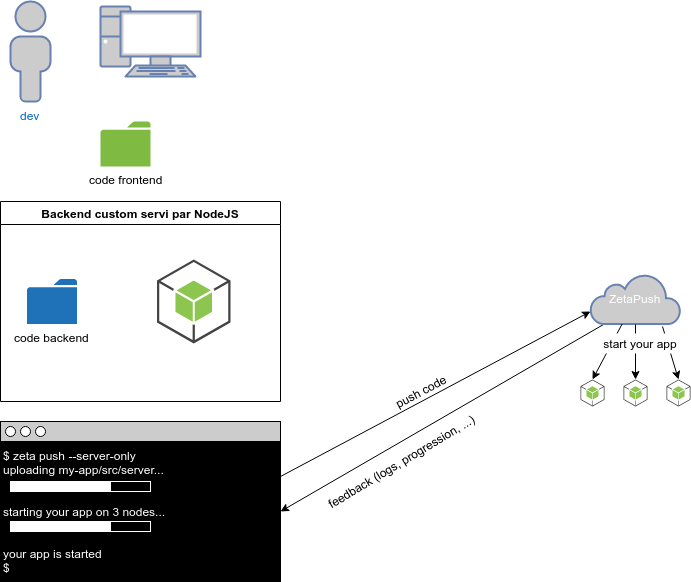 dev
code frontend
Backend custom servi par NodeJS
code backend
ZetaPush
start your app
push code
feedback (logs, progression, ...)
$ zeta push --server-only
uploading my-app/src/server...
starting your app on 3 nodes...
your app is started
$